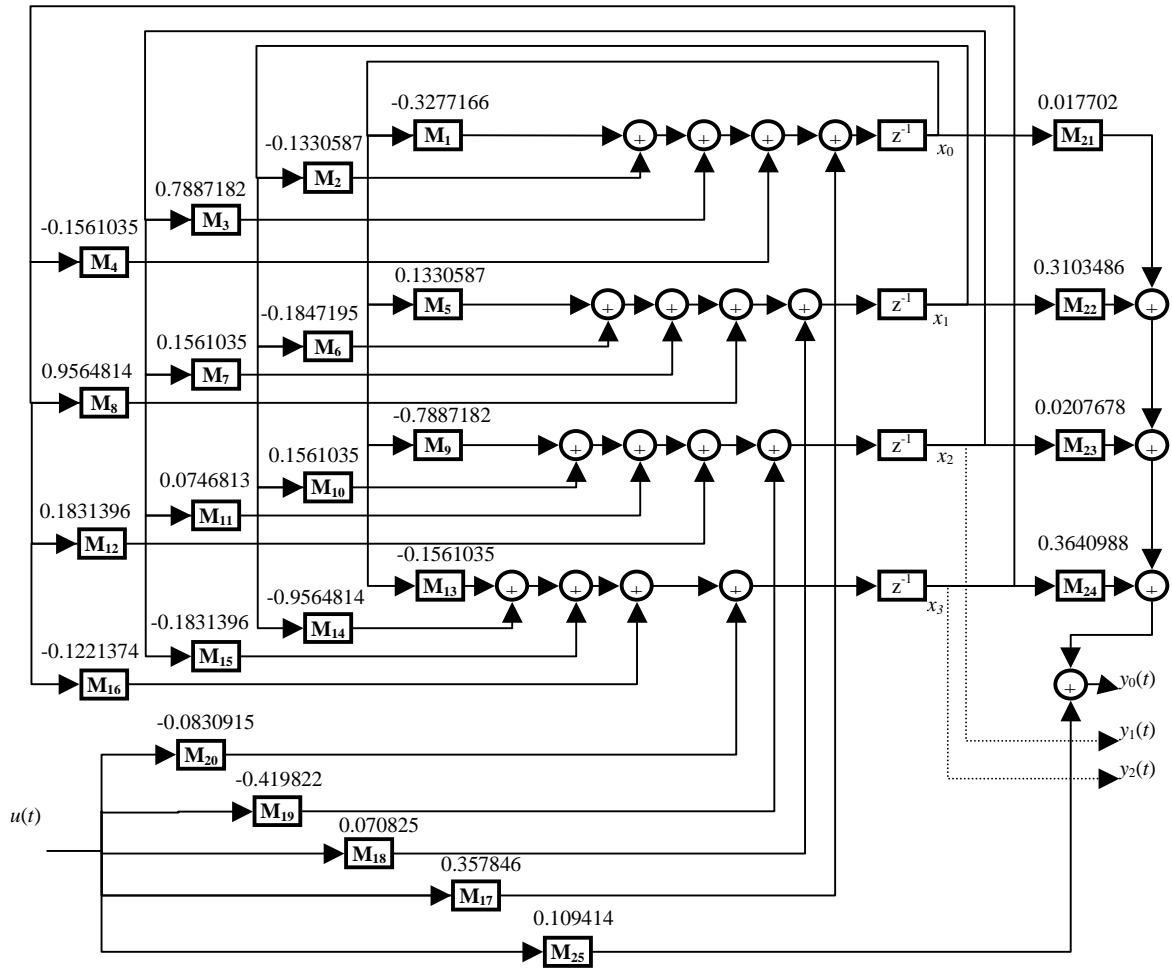 -0.3277166
0.017702
M1
+
+
+
+
z-1
x0
M21
-0.1330587
M2
0.7887182
M3
-0.1561035
M4
0.1330587
0.3103486
M5
+
+
+
+
z-1
x1
M22
+
-0.1847195
M6
0.1561035
M7
0.9564814
M8
-0.7887182
0.0207678
M9
+
+
+
+
z-1
x2
M23
+
0.1561035
M10
0.0746813
M11
0.1831396
M12
-0.1561035
0.3640988
M13
+
+
+
+
z-1
x3
M24
+
-0.9564814
M14
-0.1831396
M15
-0.1221374
M16
+
y0(t)
-0.0830915
M20
y1(t)
y2(t)
-0.419822
M19
u(t)
0.070825
M18
0.357846
M17
0.109414
M25